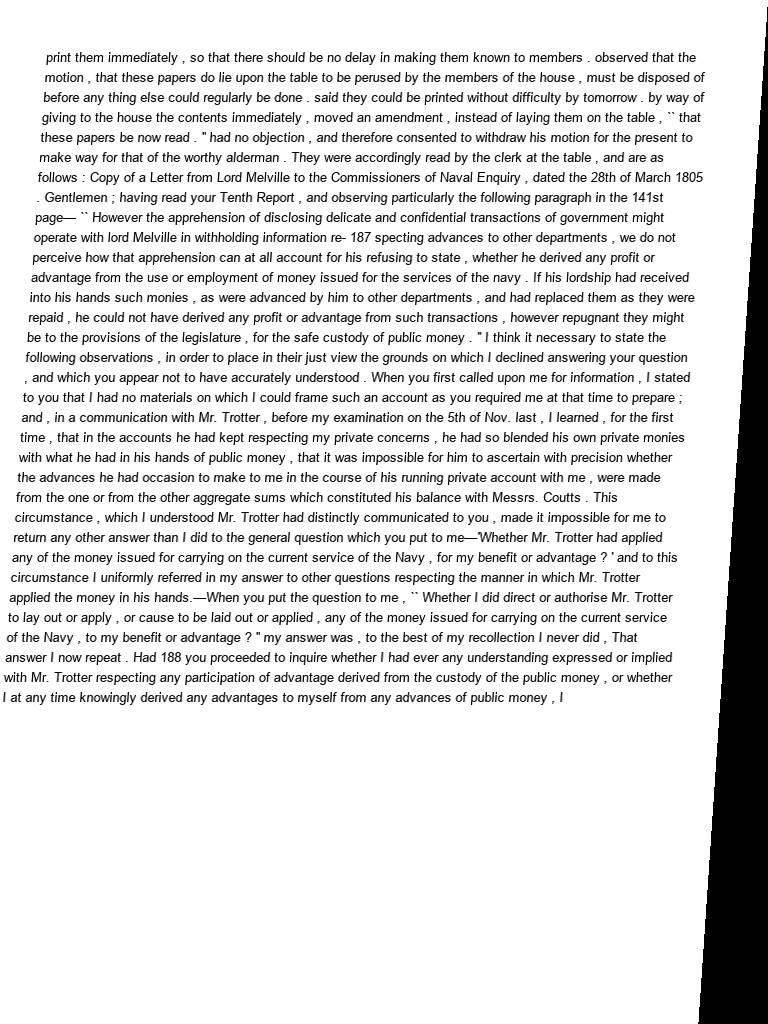 print them immediately , so that there should be no delay in making them known to members . observed that the
motion , that these papers do lie upon the table to be perused by the members of the house , must be disposed of
before any thing else could regularly be done . said they could be printed without difficulty by tomorrow . by way of
giving to the house the contents immediately , moved an amendment , instead of laying them on the table , `` that
these papers be now read . " had no objection , and therefore consented to withdraw his motion for the present to
make way for that of the worthy alderman . They were accordingly read by the clerk at the table , and are as
follows : Copy of a Letter from Lord Melville to the Commissioners of Naval Enquiry , dated the 28th of March 1805
. Gentlemen ; having read your Tenth Report , and observing particularly the following paragraph in the 141st
page— `` However the apprehension of disclosing delicate and confidential transactions of government might
operate with lord Melville in withholding information re- 187 specting advances to other departments , we do not
perceive how that apprehension can at all account for his refusing to state , whether he derived any profit or
advantage from the use or employment of money issued for the services of the navy . If his lordship had received
into his hands such monies , as were advanced by him to other departments , and had replaced them as they were
repaid , he could not have derived any profit or advantage from such transactions , however repugnant they might
be to the provisions of the legislature , for the safe custody of public money . " I think it necessary to state the
following observations , in order to place in their just view the grounds on which I declined answering your question
, and which you appear not to have accurately understood . When you first called upon me for information , I stated
to you that I had no materials on which I could frame such an account as you required me at that time to prepare ;
and , in a communication with Mr. Trotter , before my examination on the 5th of Nov. last , I learned , for the first
time , that in the accounts he had kept respecting my private concerns , he had so blended his own private monies
with what he had in his hands of public money , that it was impossible for him to ascertain with precision whether
the advances he had occasion to make to me in the course of his running private account with me , were made
from the one or from the other aggregate sums which constituted his balance with Messrs. Coutts . This
circumstance , which I understood Mr. Trotter had distinctly communicated to you , made it impossible for me to
return any other answer than I did to the general question which you put to me—'Whether Mr. Trotter had applied
any of the money issued for carrying on the current service of the Navy , for my benefit or advantage ? ' and to this
circumstance I uniformly referred in my answer to other questions respecting the manner in which Mr. Trotter
applied the money in his hands.—When you put the question to me , `` Whether I did direct or authorise Mr. Trotter
to lay out or apply , or cause to be laid out or applied , any of the money issued for carrying on the current service
of the Navy , to my benefit or advantage ? " my answer was , to the best of my recollection I never did , That
answer I now repeat . Had 188 you proceeded to inquire whether I had ever any understanding expressed or implied
with Mr. Trotter respecting any participation of advantage derived from the custody of the public money , or whether
I at any time knowingly derived any advantages to myself from any advances of public money , I